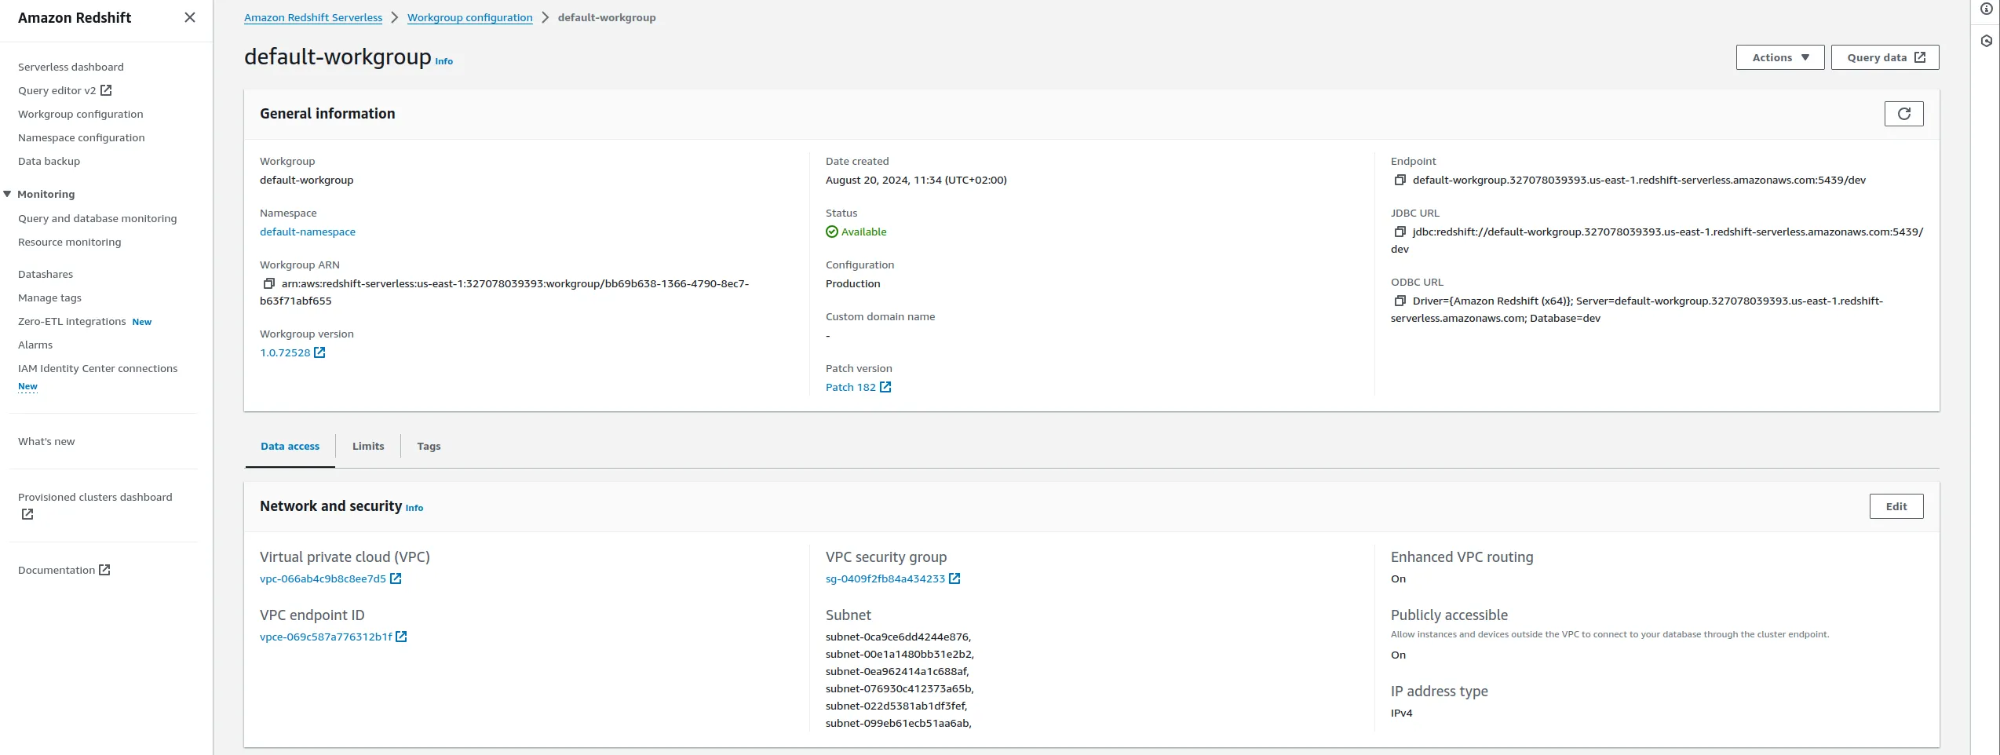 Amazon Redshift
Serverless dashboard
Query editor v2
Workgroup configuration
Namespace configuration
Data backup
Monitoring
Query and database monitoring
Resource monitoring
Datashares
Manage tags
Zero-ETL integrations New
Alarms
IAM Identity Center connections
New
What's new
Provisioned clusters dashboard
Documentation
Amazon Redshift Serverless > Workgroup configuration > default-workgroup
default-workgroup Info
Actions
Query data
General information
Workgroup
default-workgroup
Namespace
default-namespace
Workgroup ARN
arn:aws:redshift-serverless:us-east-1:327078039393:workgroup/bb69b638-1366-4790-8ec7-
b63f71abf655
Workgroup version
1.0.72528
Date created
August 20, 2024, 11:34 (UTC+02:00)
Status
Available
Configuration
Production
Custom domain name
-
Patch version
Patch 182
Endpoint
default-workgroup.327078039393.us-east-1.redshift-serverless.amazonaws.com:5439/dev
JDBC URL
jdbc:redshift://default-workgroup.327078039393.us-east-1.redshift-serverless.amazonaws.com:5439/
dev
ODBC URL
Driver={Amazon Redshift (x64)}; Server=default-workgroup.327078039393.us-east-1.redshift-
serverless.amazonaws.com; Database=dev
Data access
Limits
Tags
Network and security Info
Edit
Virtual private cloud (VPC)
vpc-066ab4c9b8c8ee7d5
VPC endpoint ID
vpce-069c587a776312b1f
VPC security group
sg-0409f2fb84a434233
Subnet
subnet-0ca9ce6dd4244e876,
subnet-00e1a1480bb31e2b2,
subnet-0ea962414a1c688af,
subnet-076930c412373a65b,
subnet-022d5381ab1df3fef,
subnet-099eb61ecb51aa6ab,
Enhanced VPC routing
On
Publicly accessible
Allow instances and devices outside the VPC to connect to your database through the cluster endpoint.
On
IP address type
IPv4